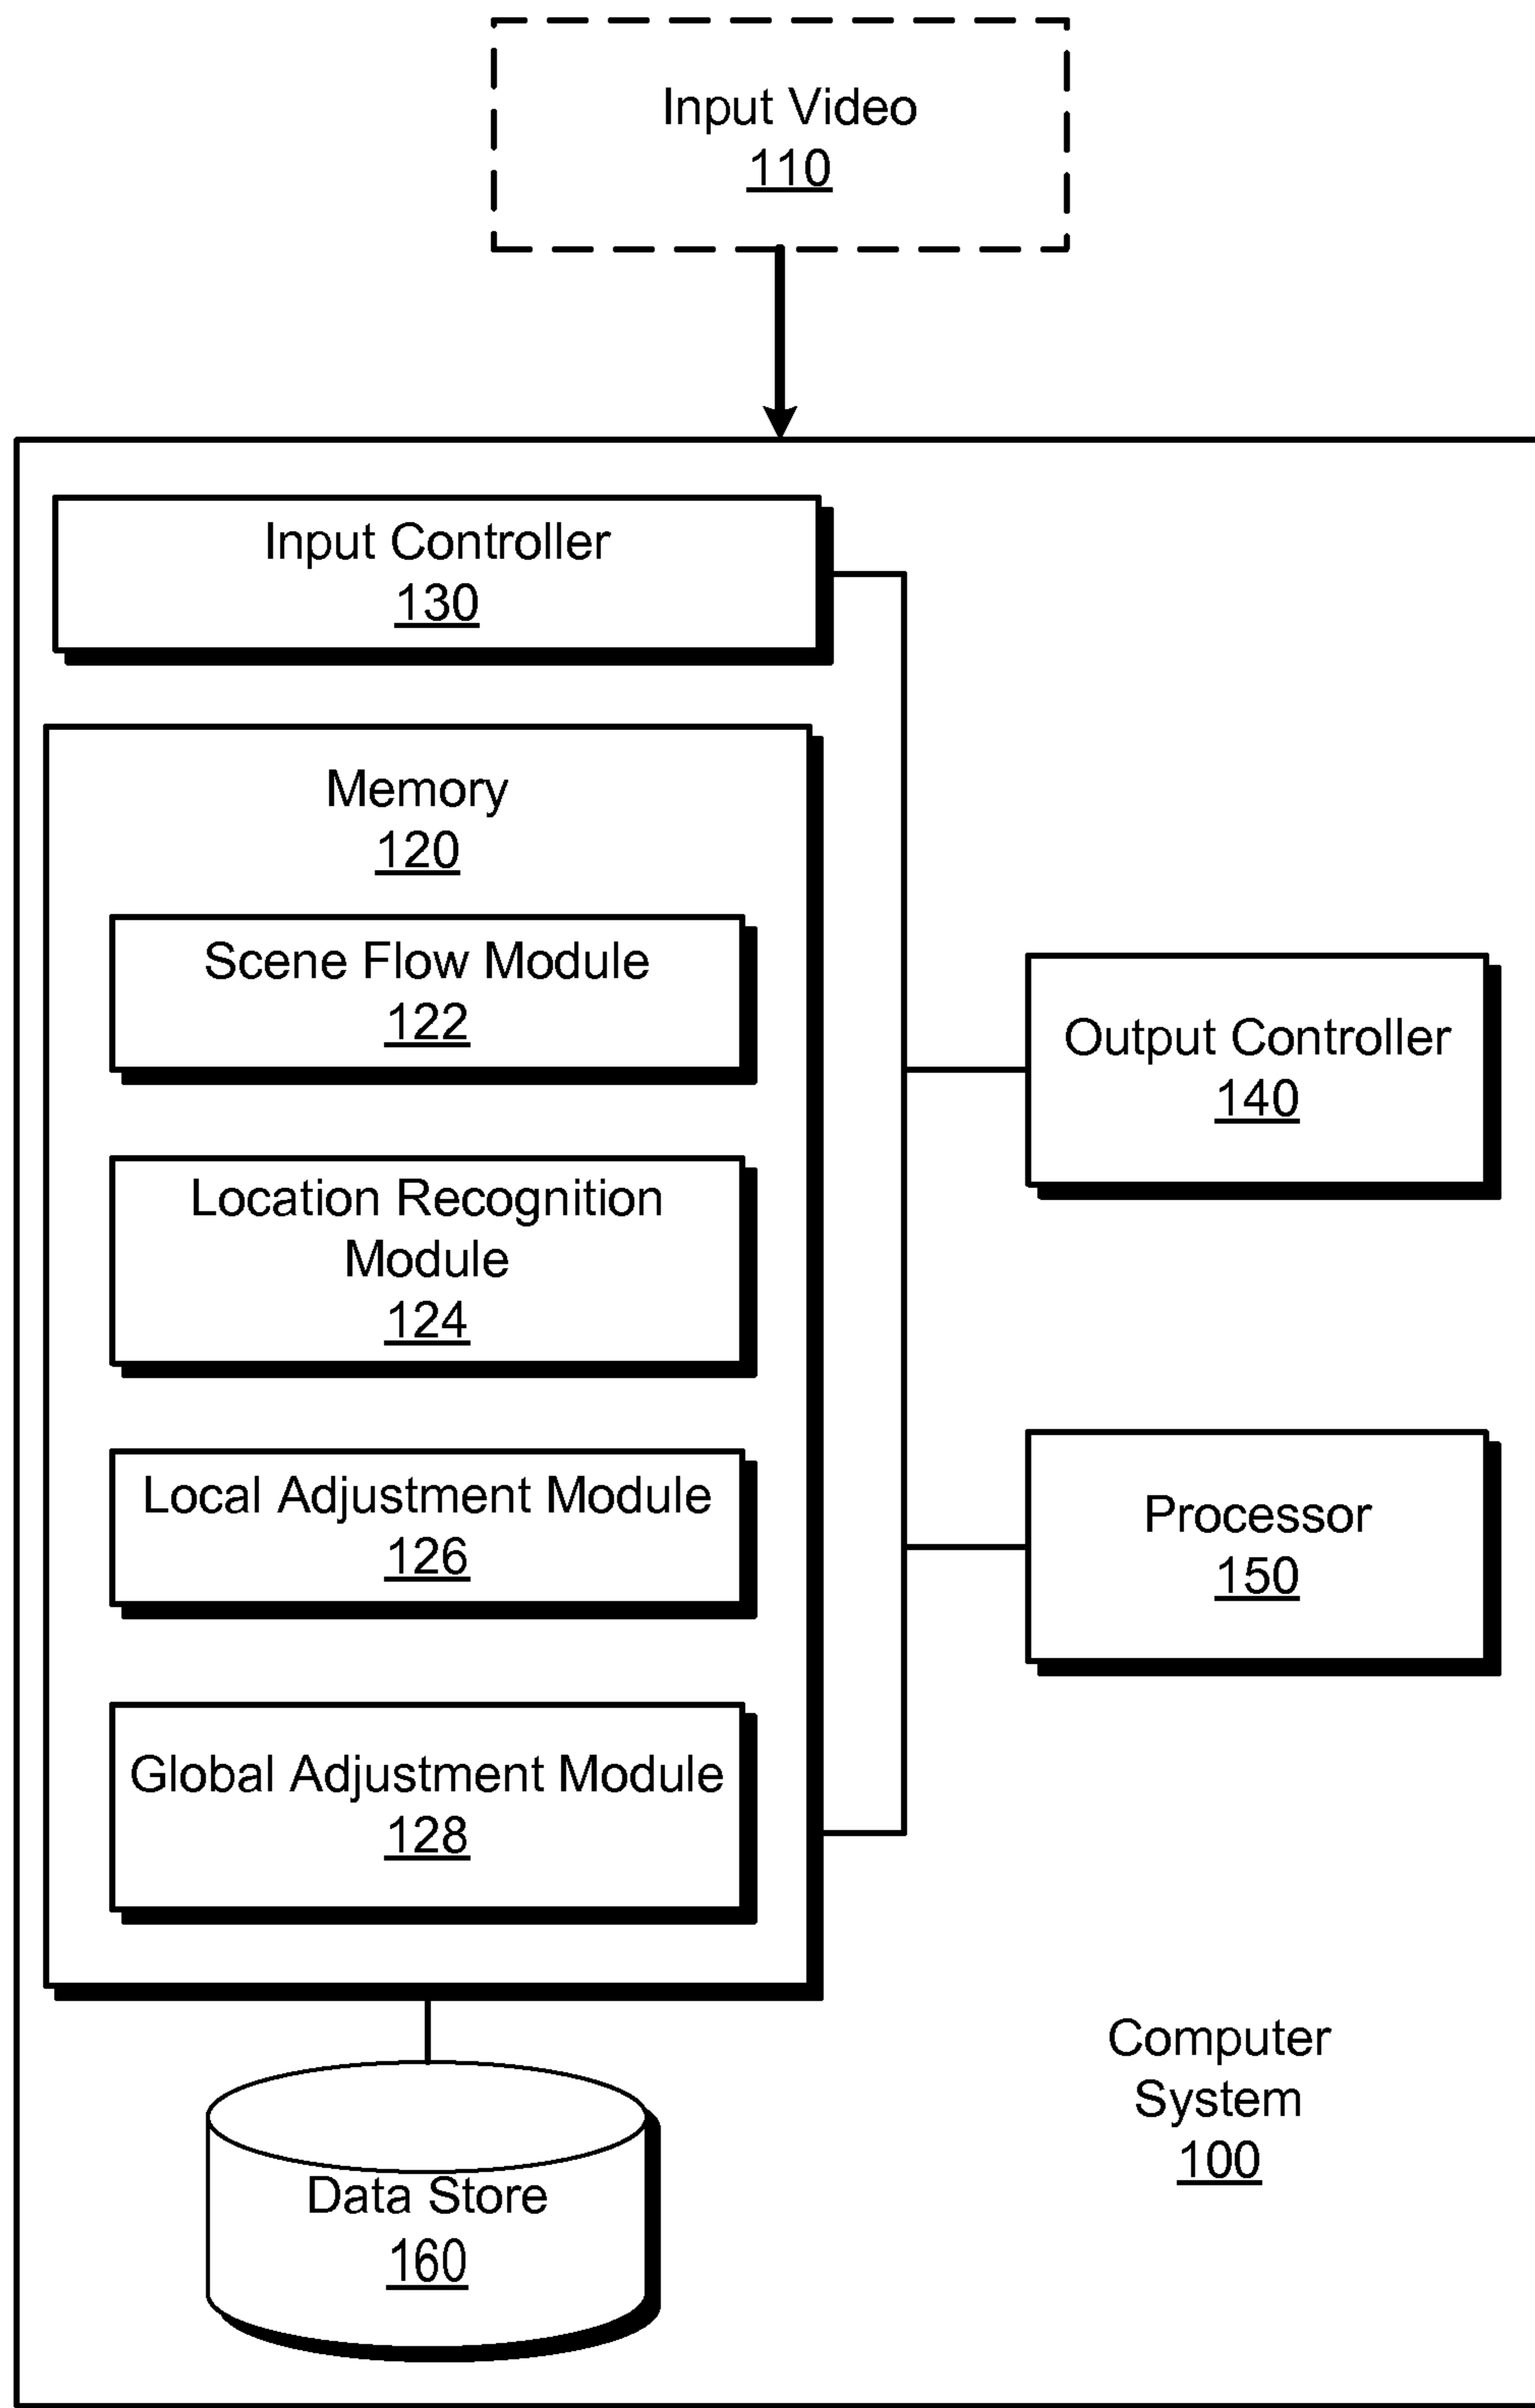 Input Video
110
Input Controller
130
Memory
120
Scene Flow Module
122
Location Recognition
Module
124
Local Adjustment Module
126
Global Adjustment Module
128
Output Controller
140
Processor
150
Data Store
160
Computer
System
100